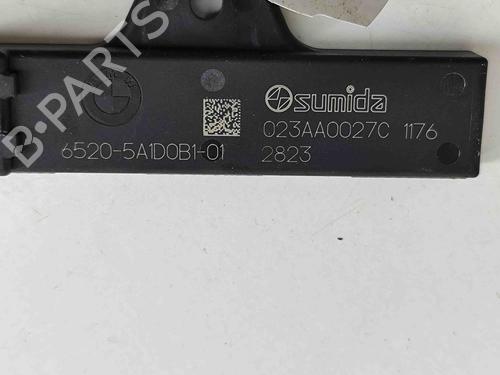 sumida
023AA0027C 1176
6520-5A1D0B1-01 2823
B-PARTS